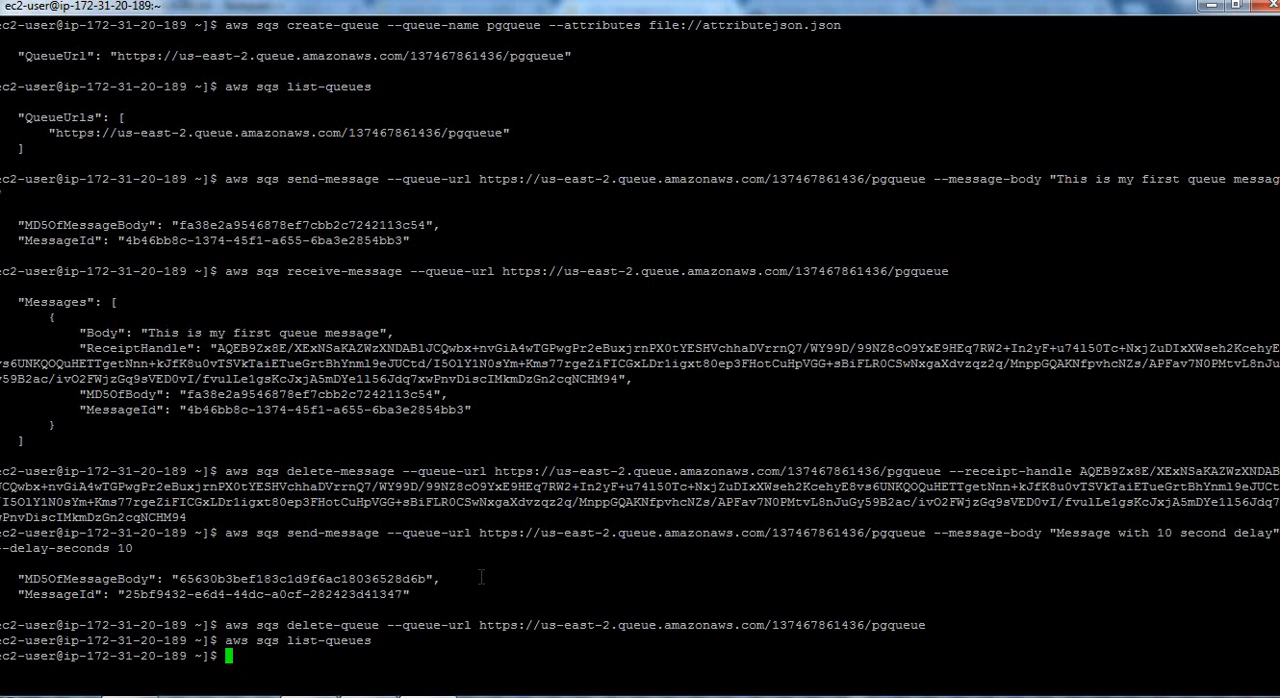 ec2-user@ip-172-31-20-189:~
ec2-user@ip-172-31-20-189 ~]$ aws sqs create-queue --queue-name pgqueue --attributes file://attributejson.json
"QueueUrl": "https://us-east-2.queue.amazonaws.com/137467861436/pgqueue"
ec2-user@ip-172-31-20-189 ~]$ aws sqs list-queues
"QueueUrls": [
"https://us-east-2.queue.amazonaws.com/137467861436/pgqueue"
]
ec2-user@ip-172-31-20-189 ~]$ aws sqs send-message --queue-url https://us-east-2.queue.amazonaws.com/137467861436/pgqueue --message-body "This is my first queue messag
"MD5OfMessageBody": "fa38e2a9546878ef7cbb2c7242113c54",
"MessageId": "4b46bb8c-1374-45f1-a655-6ba3e2854bb3"
ec2-user@ip-172-31-20-189 ~]$ aws sqs receive-message --queue-url https://us-east-2.queue.amazonaws.com/137467861436/pgqueue
"Messages": [
{
"Body": "This is my first queue message",
"ReceiptHandle":
"MD5OfBody": "fa38e2a9546878ef7cbb2c7242113c54",
"MessageId": "4b46bb8c-1374-45f1-a655-6ba3e2854bb3"
}
]
ec2-user@ip-172-31-20-189 ~]$ aws sqs delete-message --queue-url https://us-east-2.queue.amazonaws.com/137467861436/pgqueue --receipt-handle
ec2-user@ip-172-31-20-189 ~]$ aws sqs send-message --queue-url https://us-east-2.queue.amazonaws.com/137467861436/pgqueue --message-body "Message with 10 second delay"
--delay-seconds 10
"MD5OfMessageBody": "65630b3bef183c1d9f6ac18036528d6b",
"MessageId": "25bf9432-e6d4-44dc-a0cf-282423d41347"
ec2-user@ip-172-31-20-189 ~]$ aws sqs delete-queue --queue-url https://us-east-2.queue.amazonaws.com/137467861436/pgqueue
ec2-user@ip-172-31-20-189 ~]$ aws sqs list-queues
ec2-user@ip-172-31-20-189 ~]$